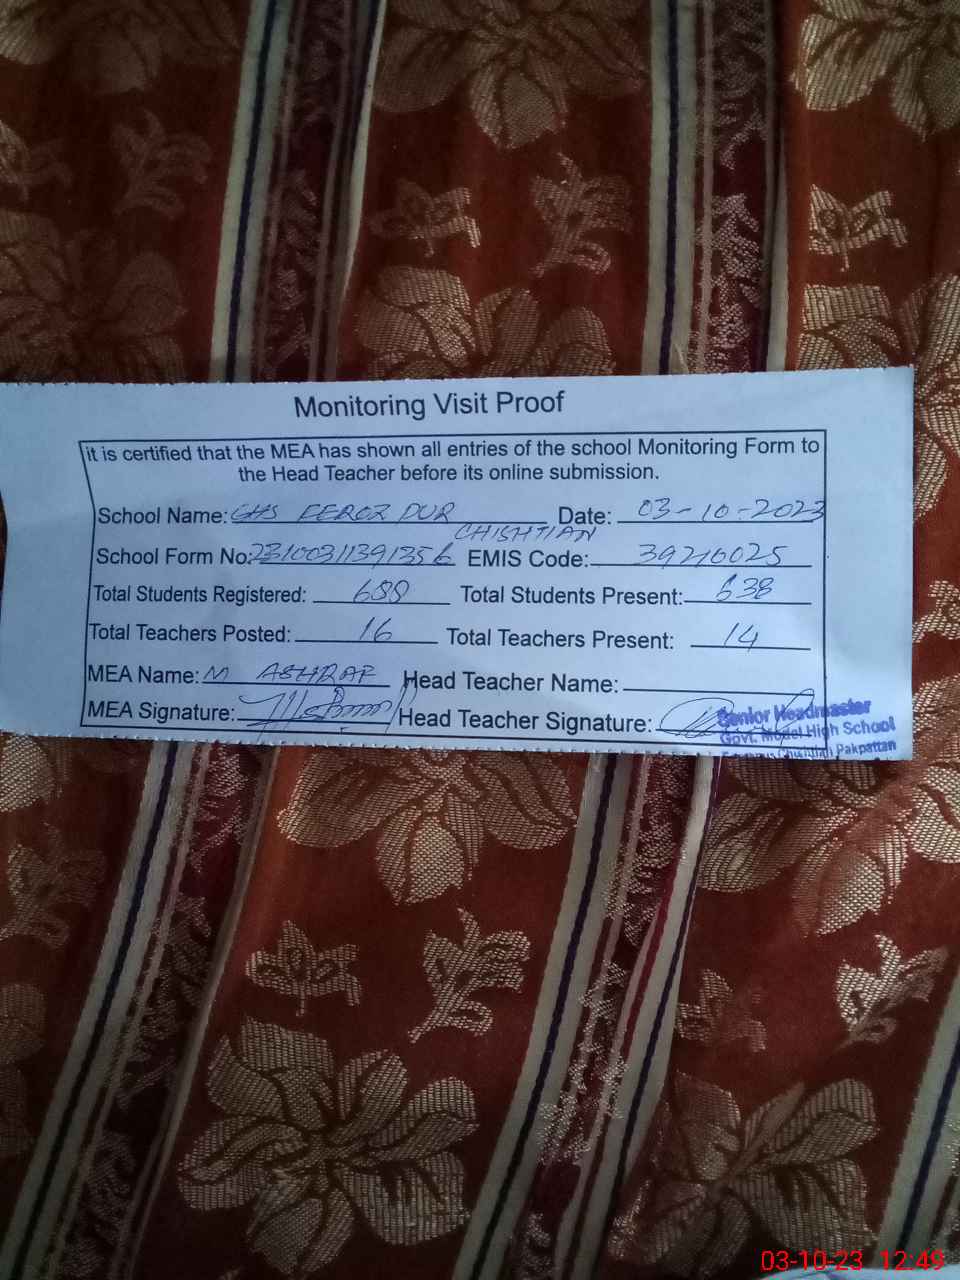 Monitoring Visit Proof
it is certified that the MEA has shown all entries of the school Monitoring Form to
the Head Teacher before its online submission.
School Name: GHS FEROZ PUR Date: 03-10-2023
CHISHTIAN
School Form No: 23100311391356 EMIS Code: 39210025
Total Students Registered: 688 Total Students Present: 638
Total Teachers Posted: 16 Total Teachers Present: 14
MEA Name: M ASHRAF Head Teacher Name:
MEA Signature: Head Teacher Signature:
Senior Headmaster
Govt. Model High School
Chishtian Pakpattan
03-10-23 12:49